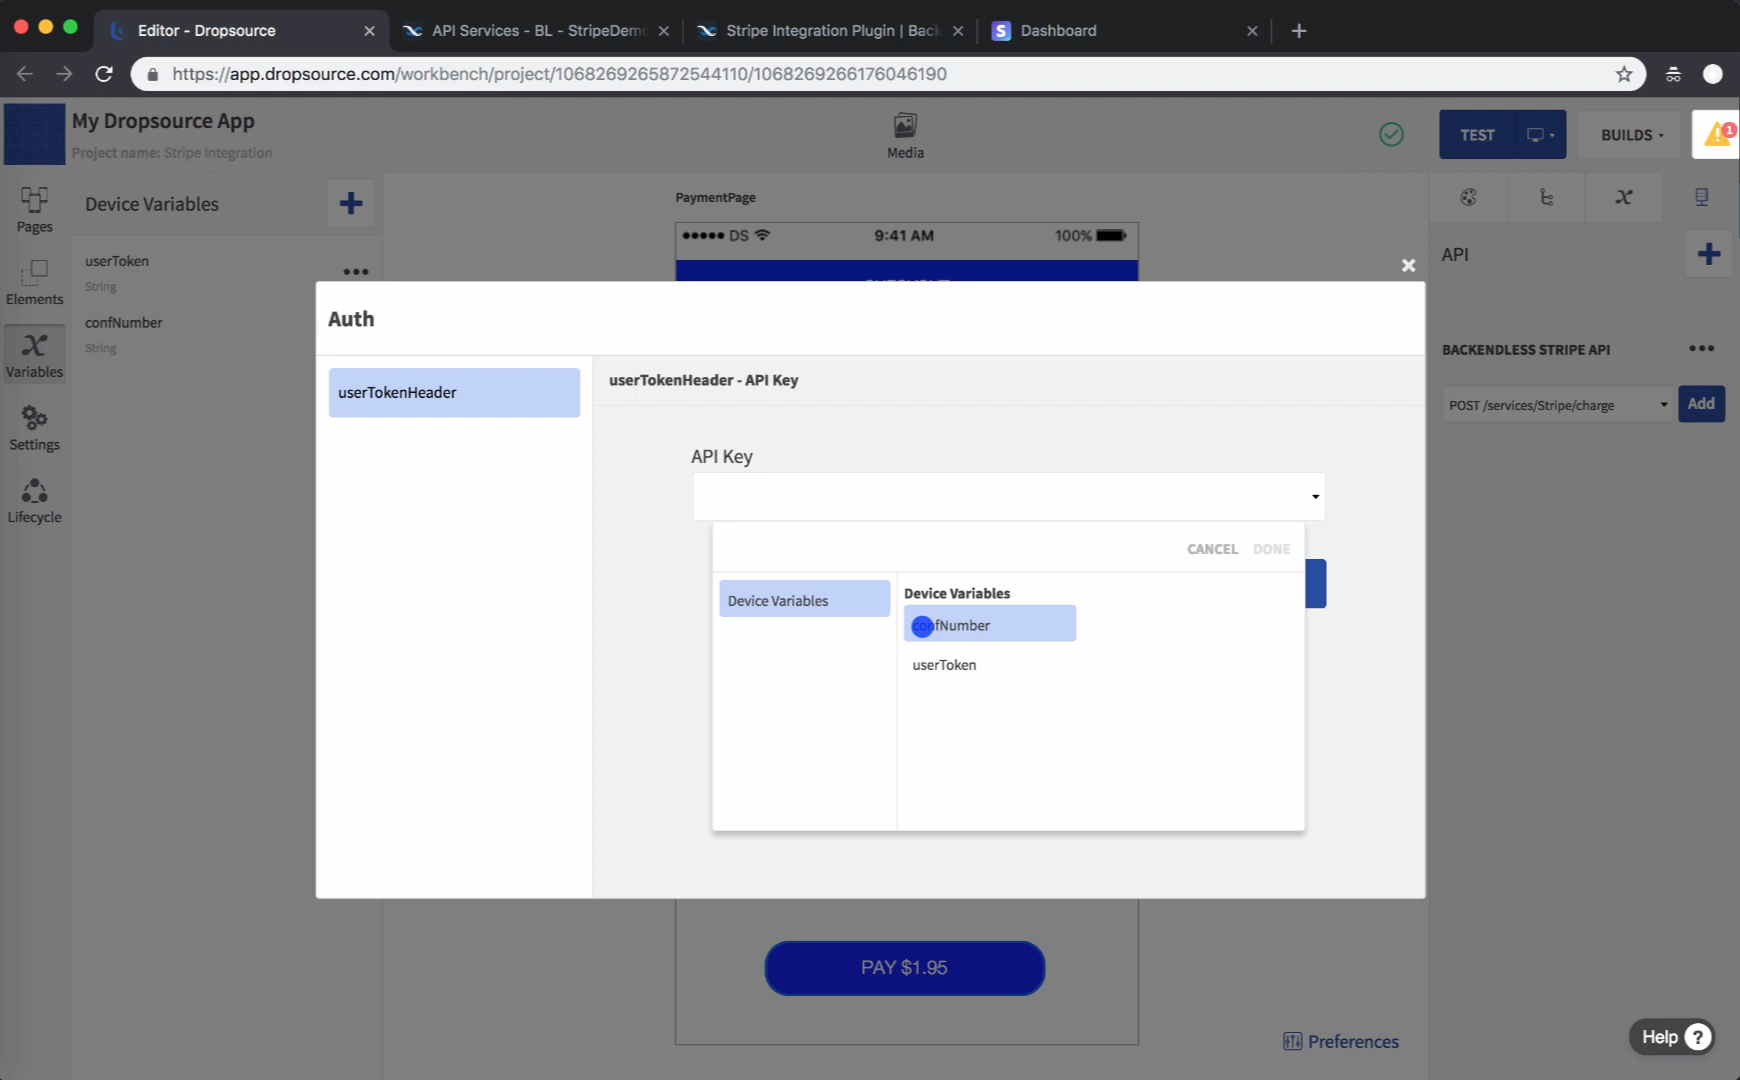 Editor - Dropsource
API Services - BL - StripeDemo
Stripe Integration Plugin | Back
Dashboard
https://app.dropsource.com/workbench/project/1068269265872544110/1068269266176046190
My Dropsource App
Project name: Stripe Integration
Media
TEST
BUILDS
1
Pages
Elements
Variables
Settings
Lifecycle
Device Variables
userToken
String
confNumber
String
PaymentPage
DS
9:41 AM
100%
Auth
userTokenHeader
userTokenHeader - API Key
API Key
CANCEL DONE
Device Variables
Device Variables
confNumber
userToken
PAY $1.95
Preferences
API
BACKENDLESS STRIPE API
POST /services/Stripe/charge
Add
Help ?